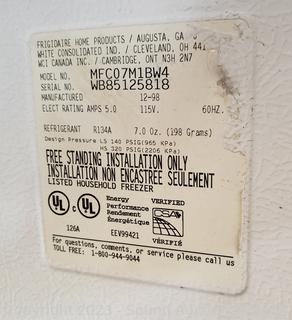 FRIGIDAIRE HOME PRODUCTS / AUGUSTA, GA
WHITE CONSOLIDATED IND. / CLEVELAND, OH 441
WCI CANADA INC. / CAMBRIDGE, ONT N3H 2N7
MODEL NO. MFC07M1BW4
SERIAL NO. WB85125818
MANUFACTURED 12-98
ELECT RATING AMPS 5.0 115V. 60HZ.
REFRIGERANT R134A 7.0 Oz. (198 Grams)
Design Pressure LS 140 PSIG(965 KPa)
HS 320 PSIG(2206 KPa)
FREE STANDING INSTALLATION ONLY
INSTALLATION NON ENCASTREE SEULEMENT
LISTED HOUSEHOLD FREEZER
UL UL
Energy
Performance
Rendement
Énergétique
VERIFIED
CSA
VÉRIFIÉ
126A EEV99421
For questions, comments, or service please call us
TOLL FREE: 1-800-944-9044